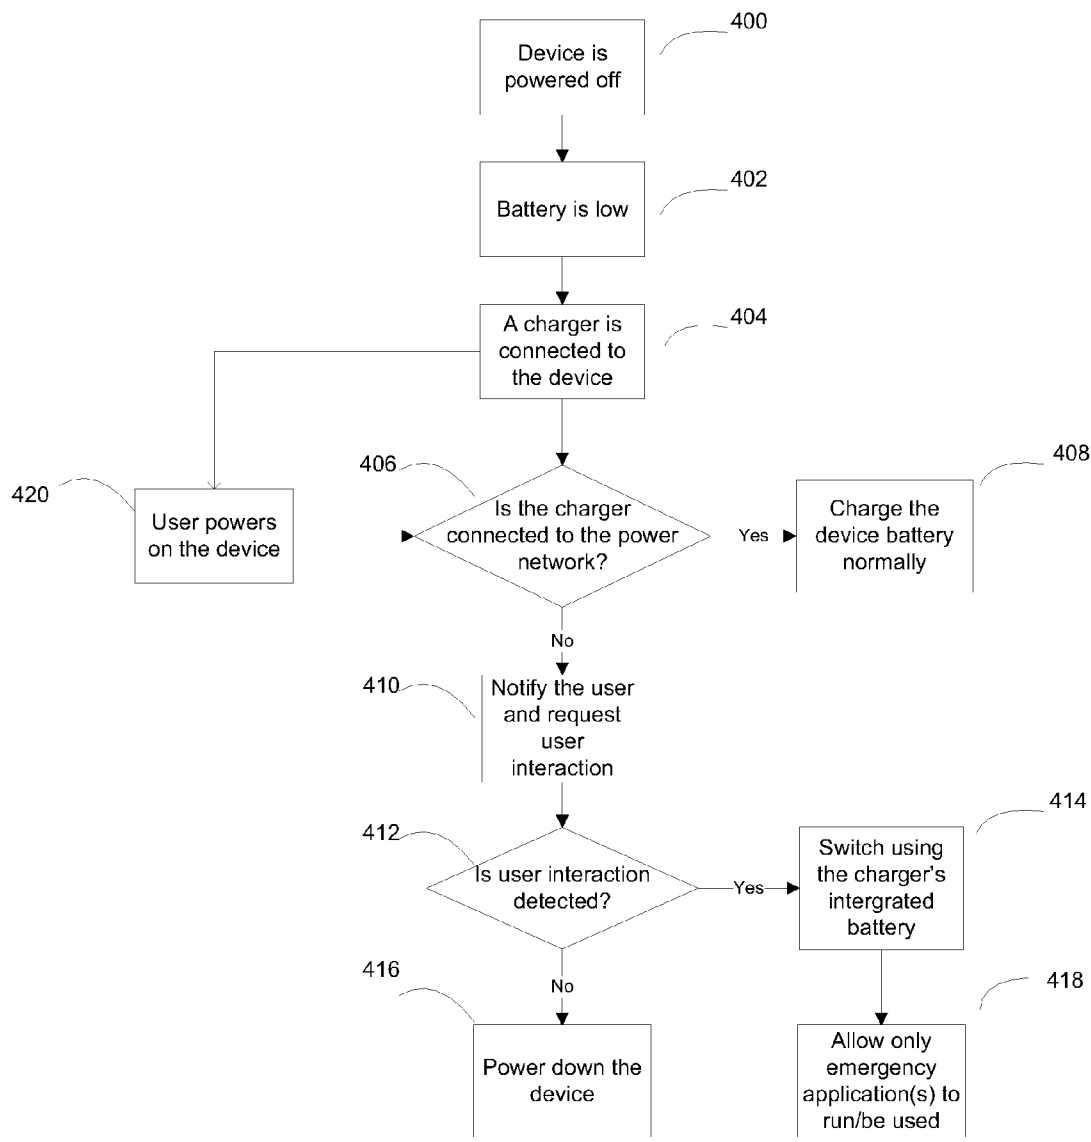 400
Device is
powered off
402
Battery is low
404
A charger is
connected to
the device
406
Is the charger
connected to the power
network?
Yes
408
Charge the
device battery
normally
420
User powers
on the device
No
410
Notify the user
and request
user
interaction
412
Is user interaction
detected?
Yes
414
Switch using
the charger's
intergrated
battery
No
416
Power down the
device
418
Allow only
emergency
application(s) to
run/be used